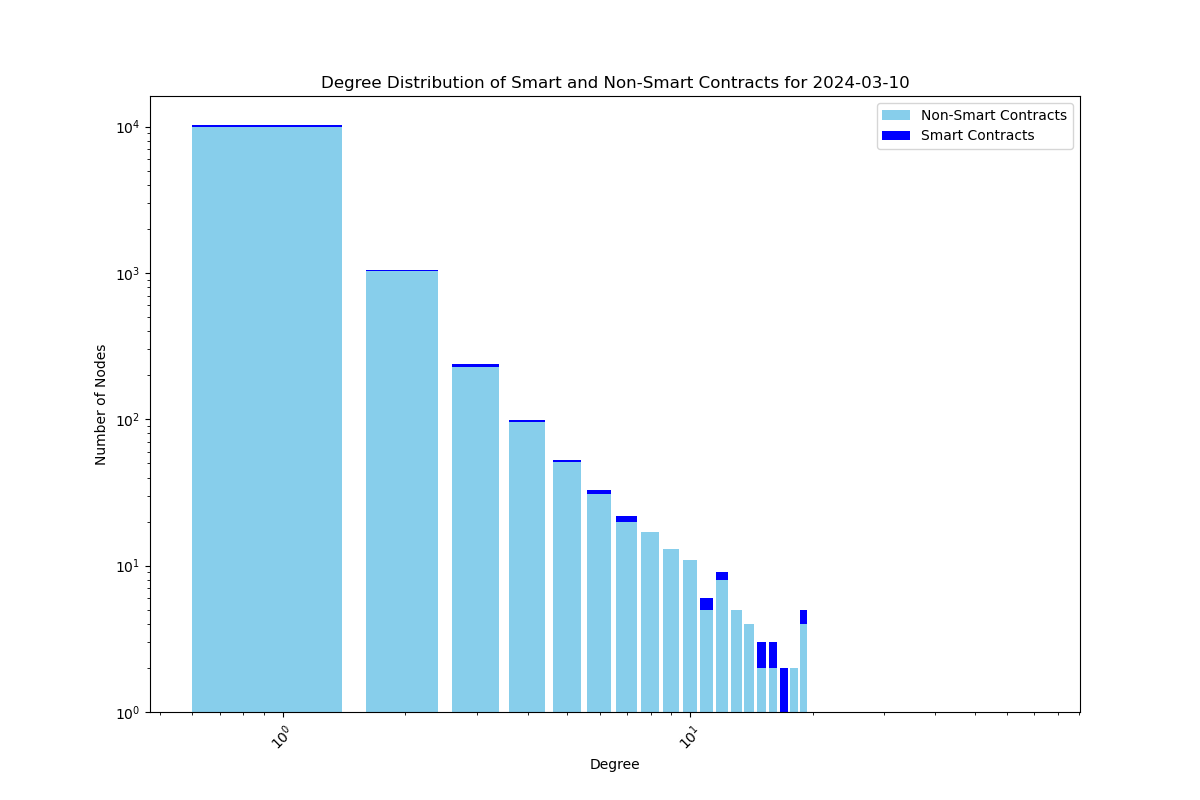 Degree Distribution of Smart and Non-Smart Contracts for 2024-03-10
Non-Smart Contracts
Smart Contracts
Number of Nodes
10⁴
10³
10²
10¹
10⁰
10⁰
10¹
Degree